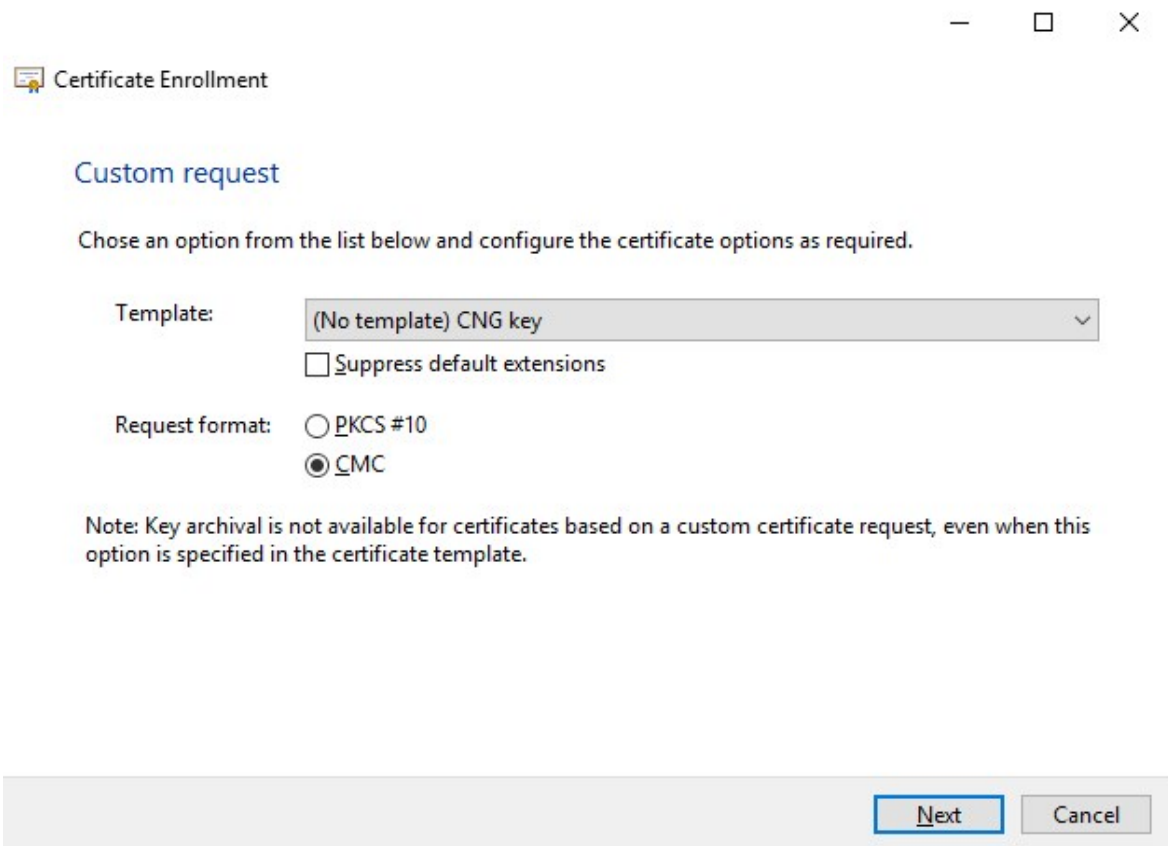 Certificate Enrollment
Custom request
Chose an option from the list below and configure the certificate options as required.
Template:
(No template) CNG key
Suppress default extensions
Request format:
PKCS #10
CMC
Note: Key archival is not available for certificates based on a custom certificate request, even when this
option is specified in the certificate template.
Next
Cancel